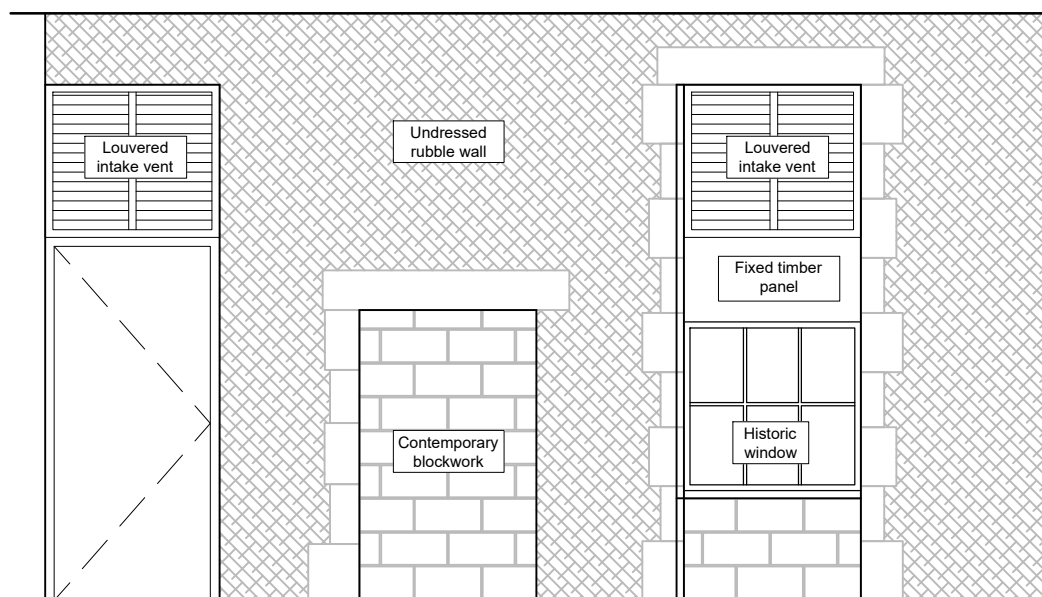 Louvered
intake vent
Undressed
rubble wall
Louvered
intake vent
Fixed timber
panel
Contemporary
blockwork
Historic
window